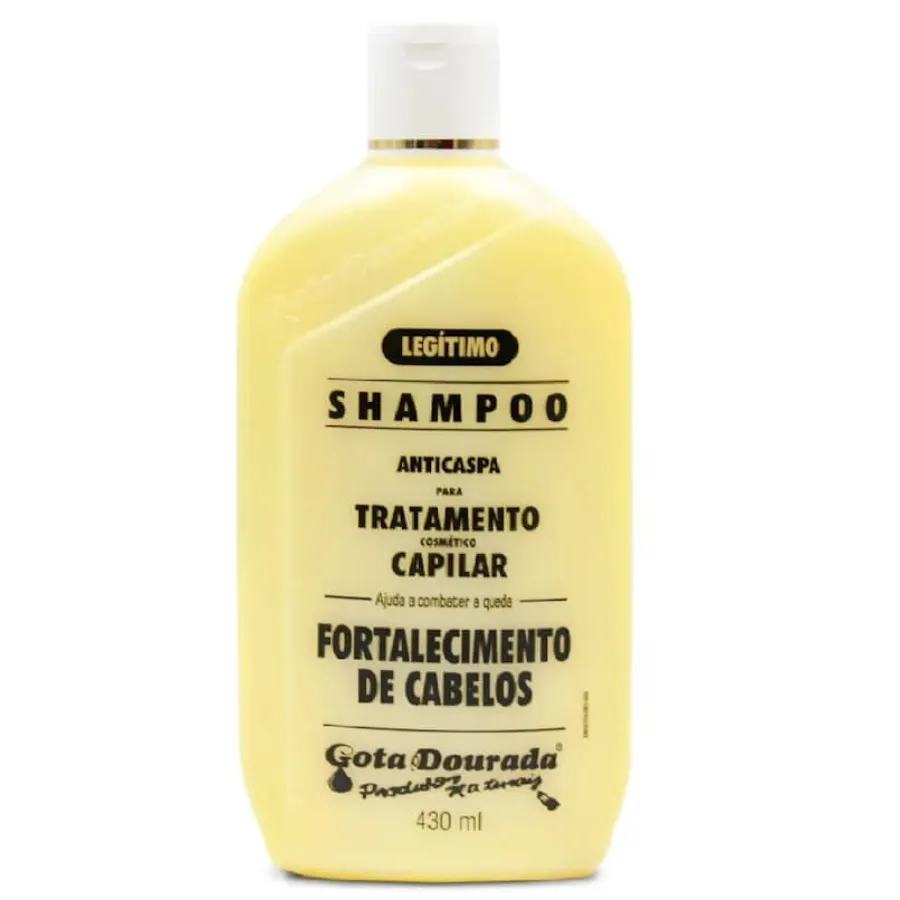 LEGÍTIMO
SHAMPOO
ANTICASPA
PARA
TRATAMENTO
COSMÉTICO
CAPILAR
Ajuda a combater a queda
FORTALECIMENTO
DE CABELOS
Gota Dourada®
Produtos Naturais
430 ml